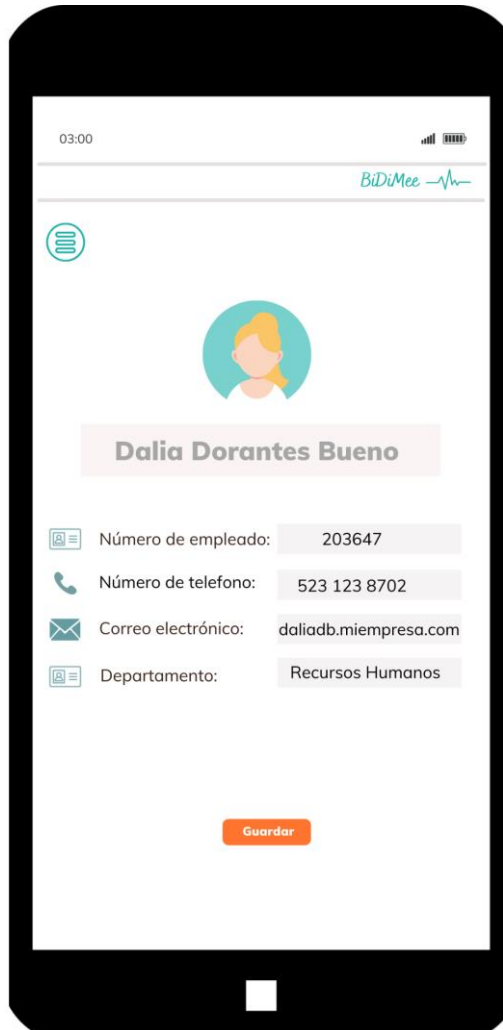 03:00
BiDiMee
Dalia Dorantes Bueno
Número de empleado: 203647
Número de telefono: 523 123 8702
Correo electrónico: daliadb.miempresa.com
Departamento: Recursos Humanos
Guardar